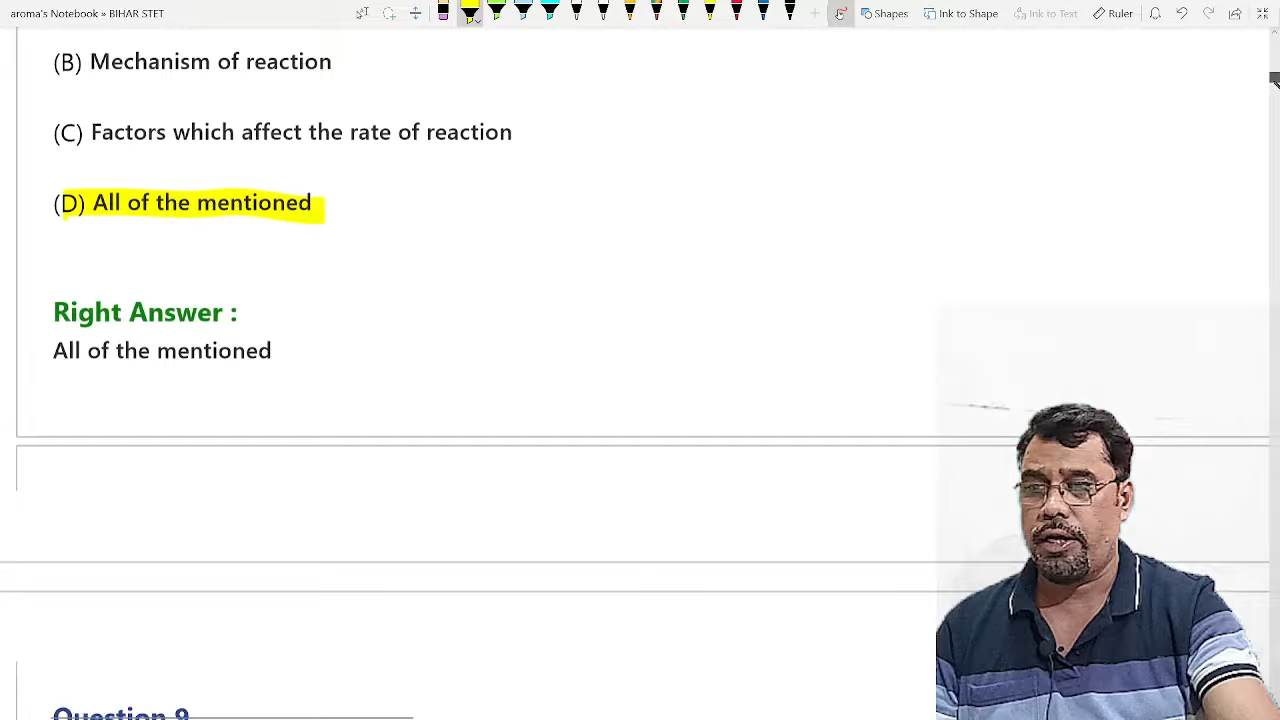 arona's Notebook » BIHAR STET
Shapes
Ink to Shape
Ink to Text
Ruler
(B) Mechanism of reaction
(C) Factors which affect the rate of reaction
(D) All of the mentioned
Right Answer :
All of the mentioned
Question 9